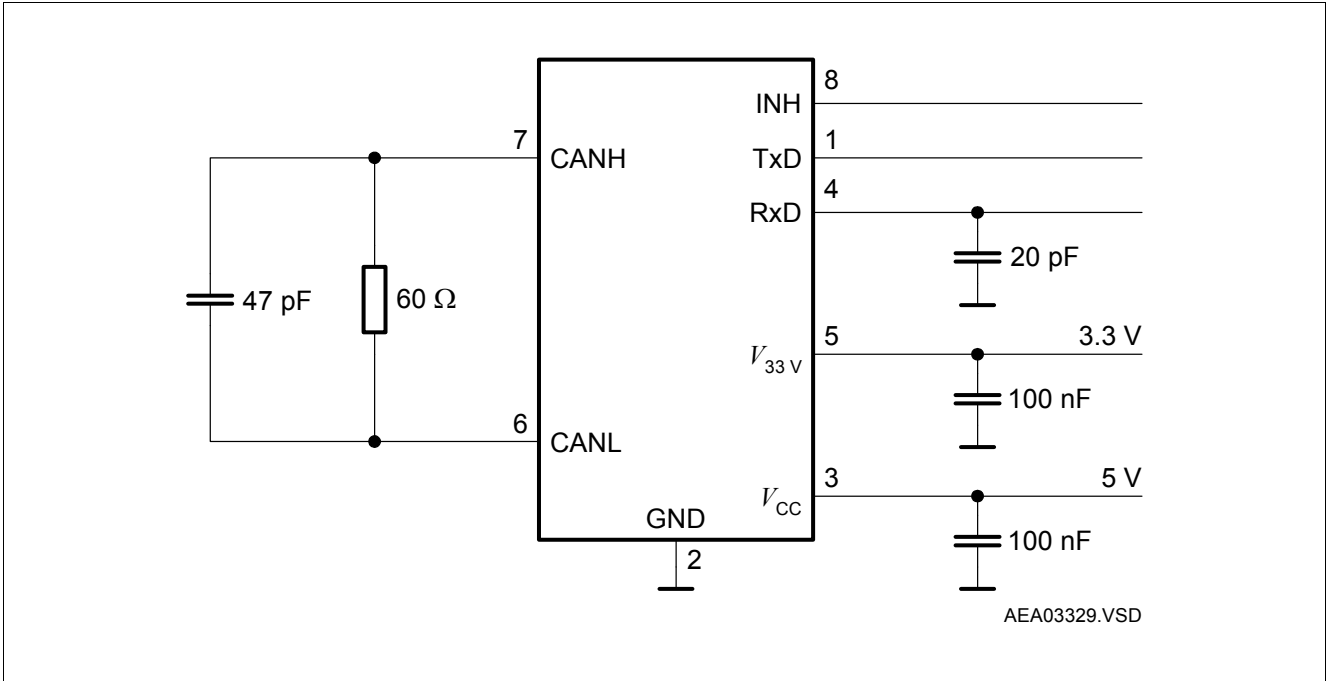 8
INH
7
CANH
1
TxD
4
RxD
20 pF
47 pF
60 Ω
5
3.3 V
V33 V
100 nF
6
CANL
3
5 V
VCC
GND
100 nF
2
AEA03329.VSD